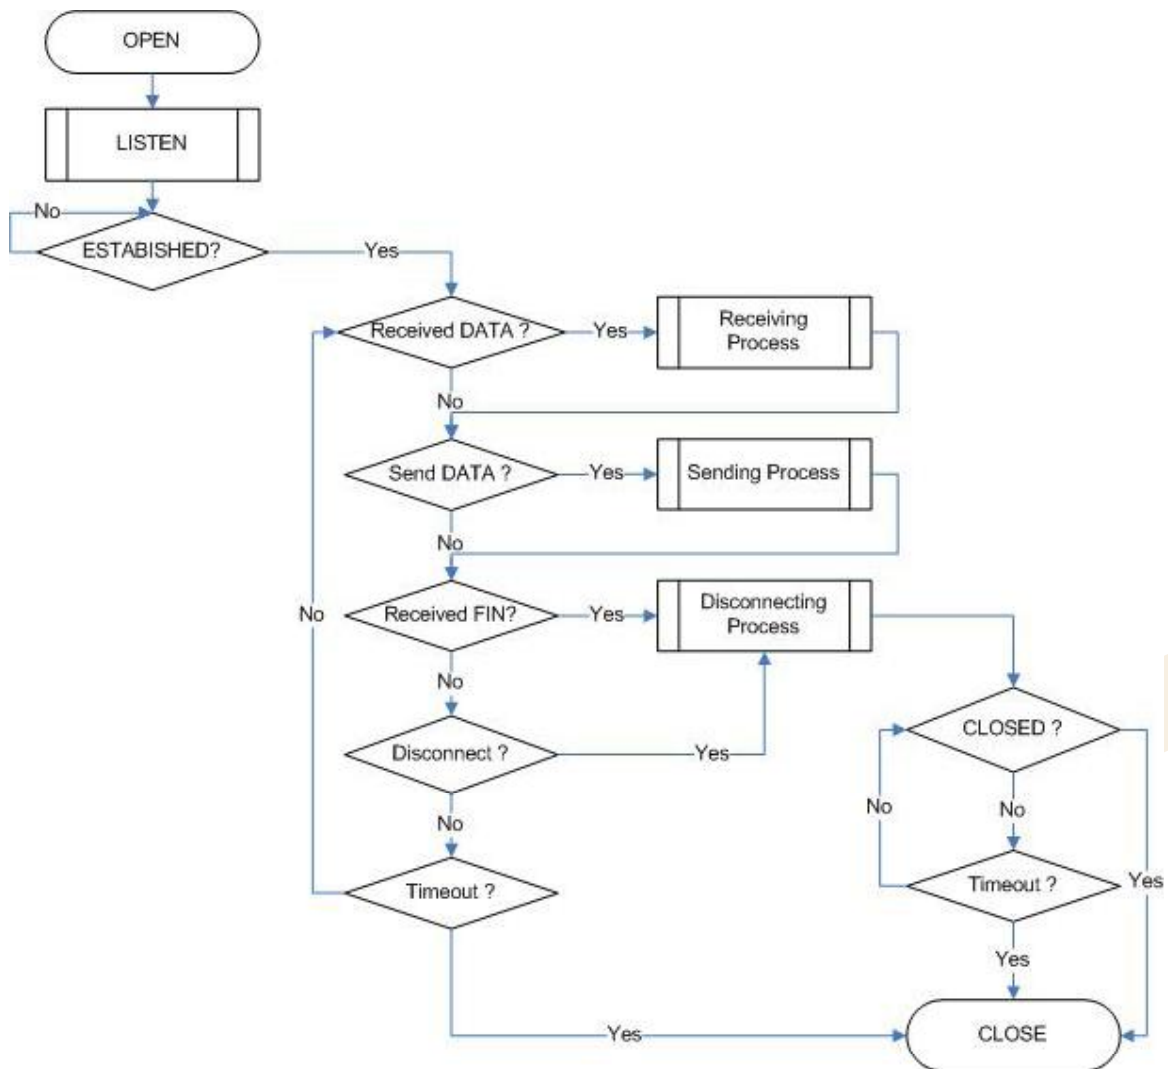 OPEN
LISTEN
No
ESTABISHED?
Yes
Received DATA ?
Yes
Receiving
Process
No
Send DATA ?
Yes
Sending Process
No
Received FIN?
Yes
Disconnecting
Process
No
No
Disconnect ?
Yes
CLOSED ?
No
No
No
Timeout ?
Timeout ?
Yes
Yes
Yes
CLOSE